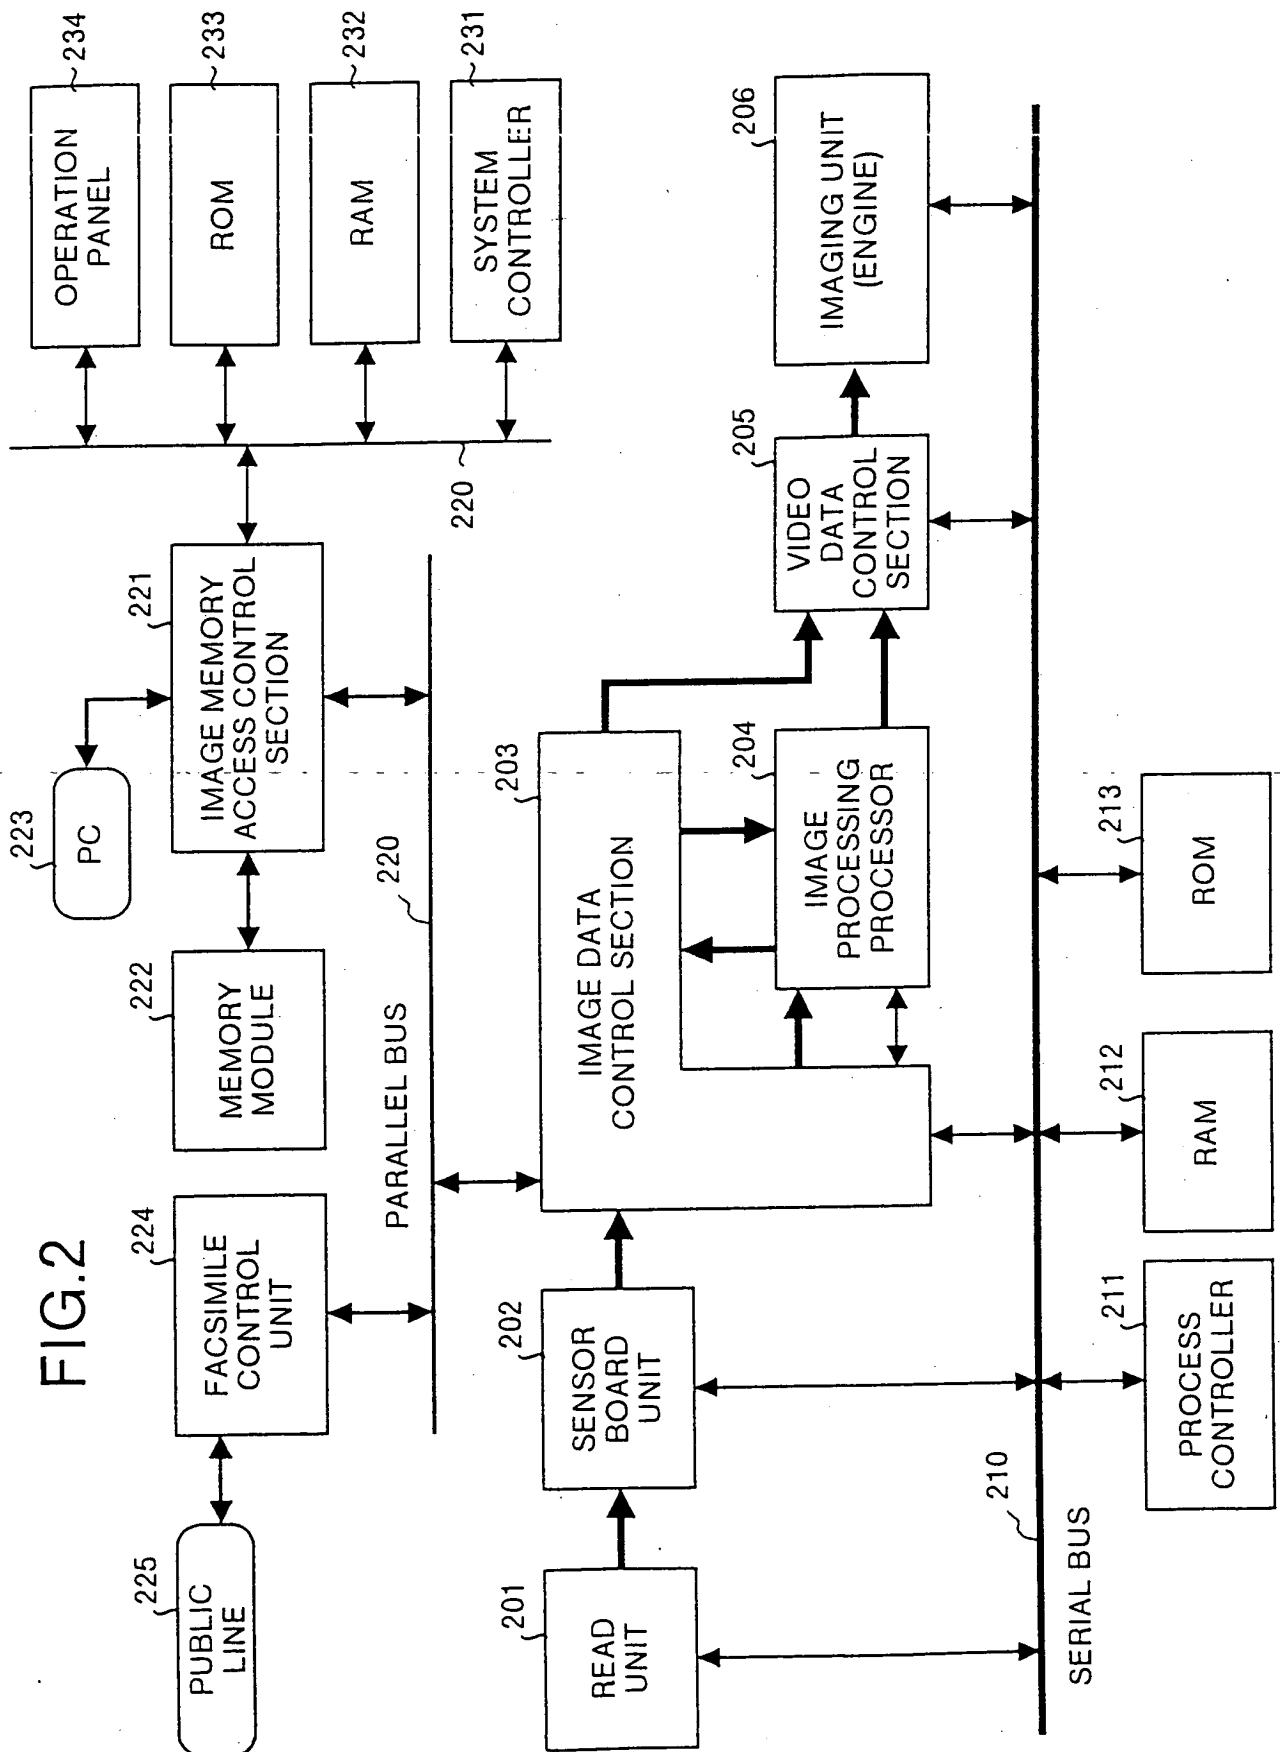 FIG.2
225
PUBLIC
LINE
224
FACSIMILE
CONTROL
UNIT
222
MEMORY
MODULE
223
PC
221
IMAGE MEMORY
ACCESS CONTROL
SECTION
220
234
OPERATION
PANEL
233
ROM
232
RAM
231
SYSTEM
CONTROLLER
PARALLEL BUS
220
201
READ
UNIT
202
SENSOR
BOARD
UNIT
203
IMAGE DATA
CONTROL SECTION
204
IMAGE
PROCESSING
PROCESSOR
205
VIDEO
DATA
CONTROL
SECTION
206
IMAGING UNIT
(ENGINE)
210
SERIAL BUS
211
PROCESS
CONTROLLER
212
RAM
213
ROM